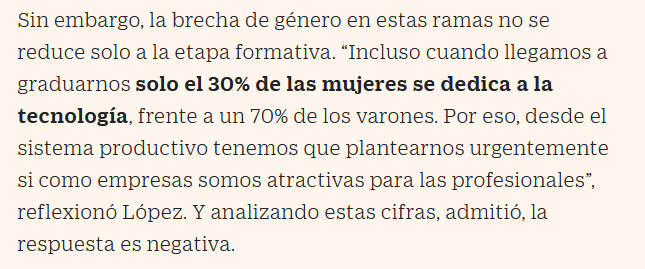 Sin embargo, la brecha de género en estas ramas no se
reduce solo a la etapa formativa. “Incluso cuando llegamos a
graduarnos solo el 30% de las mujeres se dedica a la
tecnología, frente a un 70% de los varones. Por eso, desde el
sistema productivo tenemos que plantearnos urgentemente
si como empresas somos atractivas para las profesionales”,
reflexionó López. Y analizando estas cifras, admitió, la
respuesta es negativa.